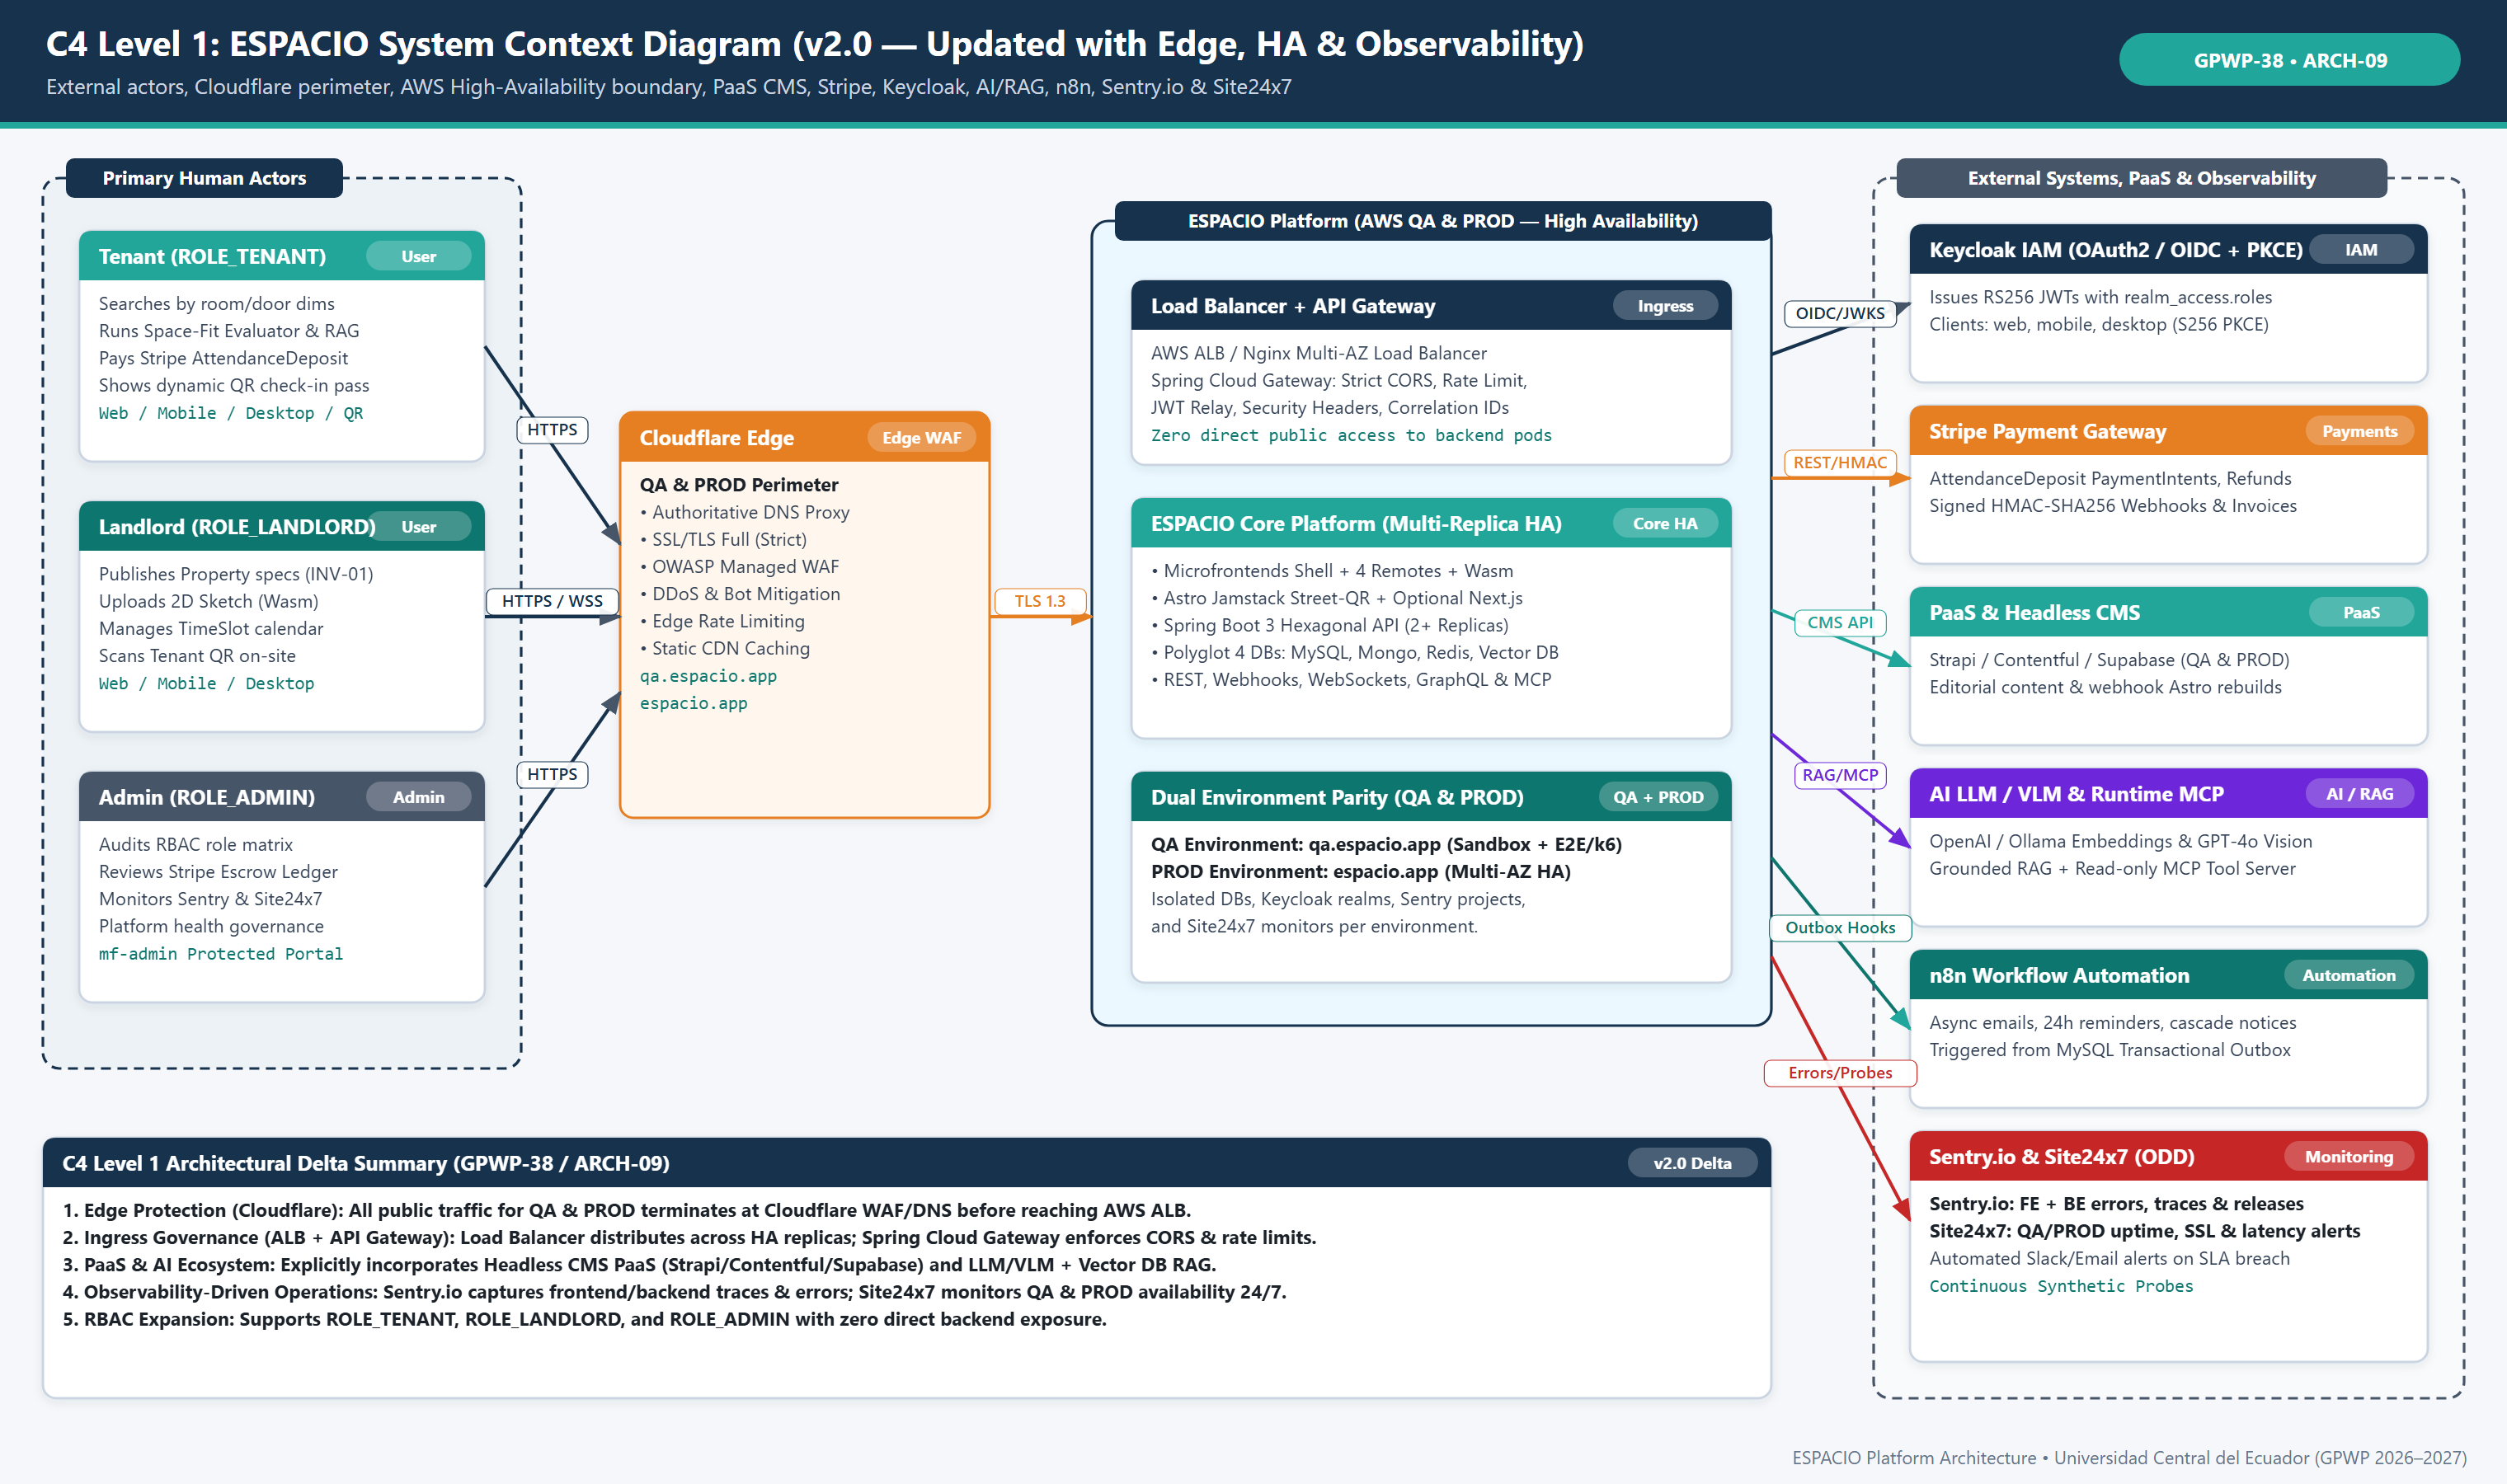 C4 Level 1: ESPACIO System Context Diagram (v2.0 — Updated with Edge, HA & Observability)
External actors, Cloudflare perimeter, AWS High-Availability boundary, PaaS CMS, Stripe, Keycloak, AI/RAG, n8n, Sentry.io & Site24x7
GPWP-38 • ARCH-09
Primary Human Actors
Tenant (ROLE_TENANT)
User
Searches by room/door dims
Runs Space-Fit Evaluator & RAG
Pays Stripe AttendanceDeposit
Shows dynamic QR check-in pass
Web / Mobile / Desktop / QR
Landlord (ROLE_LANDLORD)
User
Publishes Property specs (INV-01)
Uploads 2D Sketch (Wasm)
Manages TimeSlot calendar
Scans Tenant QR on-site
Web / Mobile / Desktop
Admin (ROLE_ADMIN)
Admin
Audits RBAC role matrix
Reviews Stripe Escrow Ledger
Monitors Sentry & Site24x7
Platform health governance
mf-admin Protected Portal
HTTPS
HTTPS / WSS
HTTPS
Cloudflare Edge
Edge WAF
QA & PROD Perimeter
• Authoritative DNS Proxy
• SSL/TLS Full (Strict)
• OWASP Managed WAF
• DDoS & Bot Mitigation
• Edge Rate Limiting
• Static CDN Caching
qa.espacio.app
espacio.app
TLS 1.3
ESPACIO Platform (AWS QA & PROD — High Availability)
Load Balancer + API Gateway
Ingress
AWS ALB / Nginx Multi-AZ Load Balancer
Spring Cloud Gateway: Strict CORS, Rate Limit,
JWT Relay, Security Headers, Correlation IDs
Zero direct public access to backend pods
ESPACIO Core Platform (Multi-Replica HA)
Core HA
• Microfrontends Shell + 4 Remotes + Wasm
• Astro Jamstack Street-QR + Optional Next.js
• Spring Boot 3 Hexagonal API (2+ Replicas)
• Polyglot 4 DBs: MySQL, Mongo, Redis, Vector DB
• REST, Webhooks, WebSockets, GraphQL & MCP
Dual Environment Parity (QA & PROD)
QA + PROD
QA Environment: qa.espacio.app (Sandbox + E2E/k6)
PROD Environment: espacio.app (Multi-AZ HA)
Isolated DBs, Keycloak realms, Sentry projects,
and Site24x7 monitors per environment.
OIDC/JWKS
REST/HMAC
CMS API
RAG/MCP
Outbox Hooks
Errors/Probes
External Systems, PaaS & Observability
Keycloak IAM (OAuth2 / OIDC + PKCE)
IAM
Issues RS256 JWTs with realm_access.roles
Clients: web, mobile, desktop (S256 PKCE)
Stripe Payment Gateway
Payments
AttendanceDeposit PaymentIntents, Refunds
Signed HMAC-SHA256 Webhooks & Invoices
PaaS & Headless CMS
PaaS
Strapi / Contentful / Supabase (QA & PROD)
Editorial content & webhook Astro rebuilds
AI LLM / VLM & Runtime MCP
AI / RAG
OpenAI / Ollama Embeddings & GPT-4o Vision
Grounded RAG + Read-only MCP Tool Server
n8n Workflow Automation
Automation
Async emails, 24h reminders, cascade notices
Triggered from MySQL Transactional Outbox
Sentry.io & Site24x7 (ODD)
Monitoring
Sentry.io: FE + BE errors, traces & releases
Site24x7: QA/PROD uptime, SSL & latency alerts
Automated Slack/Email alerts on SLA breach
Continuous Synthetic Probes
C4 Level 1 Architectural Delta Summary (GPWP-38 / ARCH-09)
v2.0 Delta
1. Edge Protection (Cloudflare): All public traffic for QA & PROD terminates at Cloudflare WAF/DNS before reaching AWS ALB.
2. Ingress Governance (ALB + API Gateway): Load Balancer distributes across HA replicas; Spring Cloud Gateway enforces CORS & rate limits.
3. PaaS & AI Ecosystem: Explicitly incorporates Headless CMS PaaS (Strapi/Contentful/Supabase) and LLM/VLM + Vector DB RAG.
4. Observability-Driven Operations: Sentry.io captures frontend/backend traces & errors; Site24x7 monitors QA & PROD availability 24/7.
5. RBAC Expansion: Supports ROLE_TENANT, ROLE_LANDLORD, and ROLE_ADMIN with zero direct backend exposure.
ESPACIO Platform Architecture • Universidad Central del Ecuador (GPWP 2026–2027)